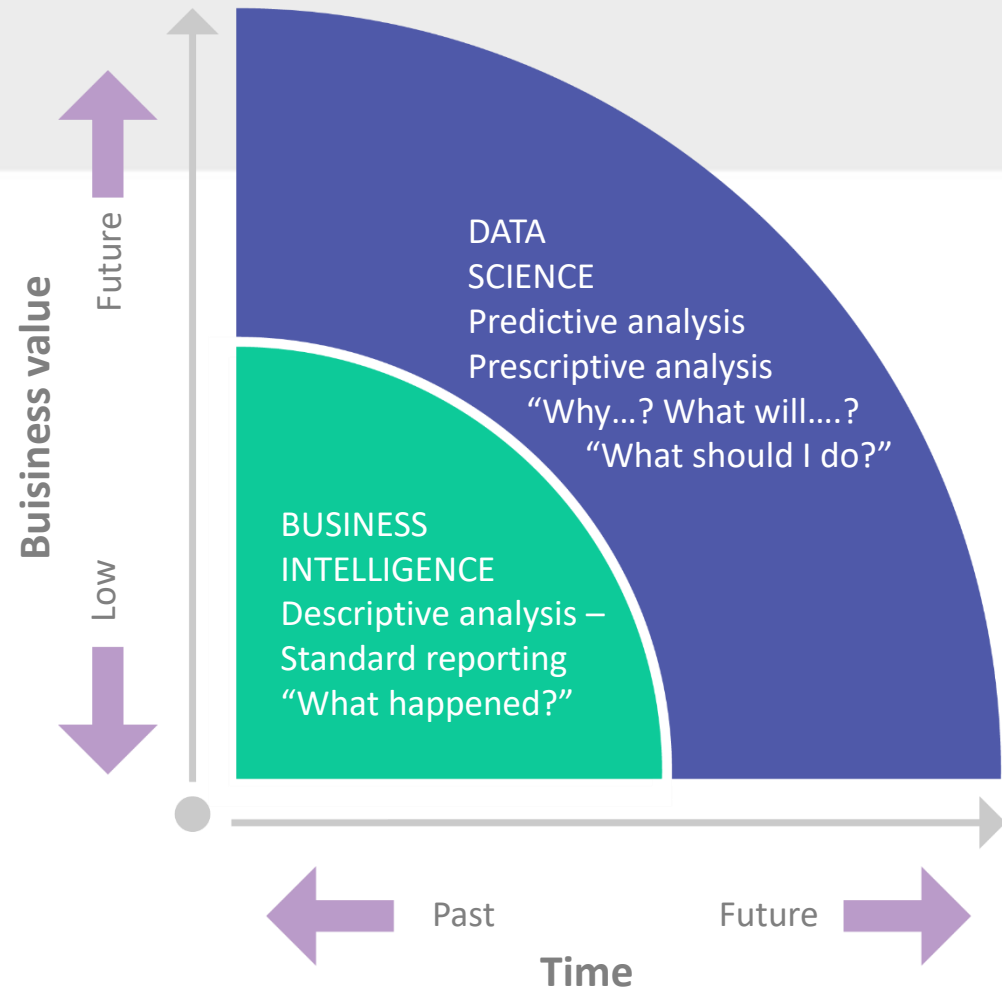 Buisiness value
Future
Low
DATA
SCIENCE
Predictive analysis
Prescriptive analysis
“Why…? What will….?
“What should I do?”
BUSINESS
INTELLIGENCE
Descriptive analysis –
Standard reporting
“What happened?”
Past
Future
Time